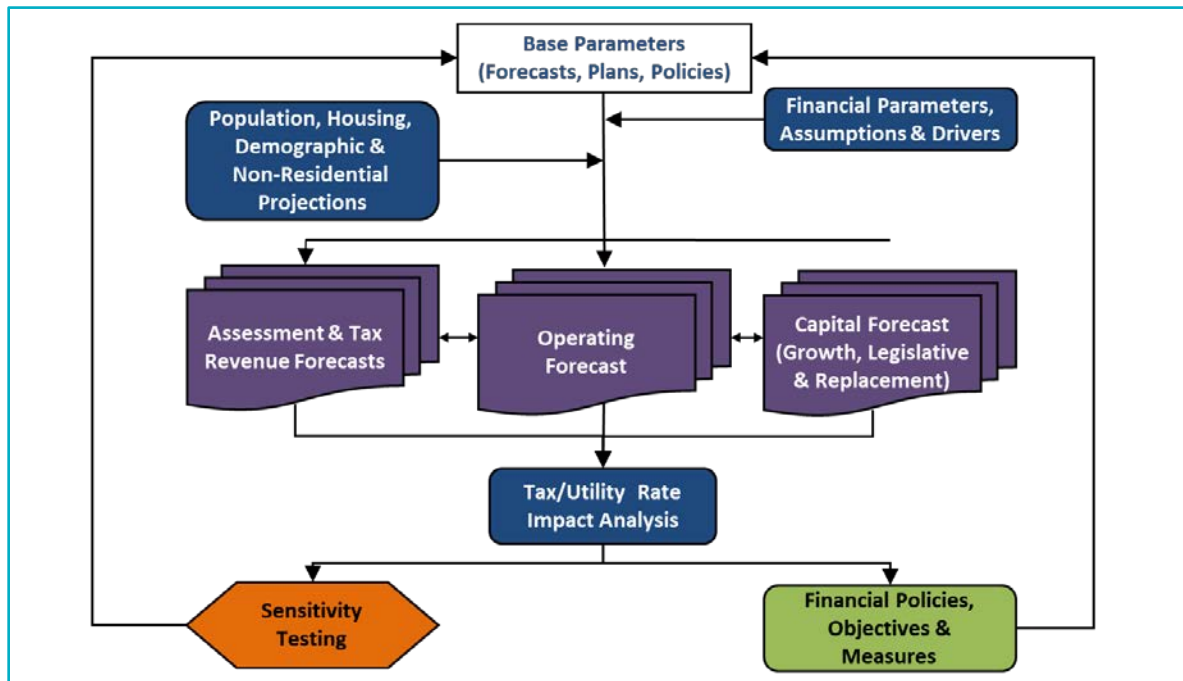 Base Parameters
(Forecasts, Plans, Policies)
Population, Housing,
Demographic &
Non-Residential
Projections
Financial Parameters,
Assumptions & Drivers
Assessment & Tax
Revenue Forecasts
Operating
Forecast
Capital Forecast
(Growth, Legislative
& Replacement)
Tax/Utility Rate
Impact Analysis
Sensitivity
Testing
Financial Policies,
Objectives &
Measures